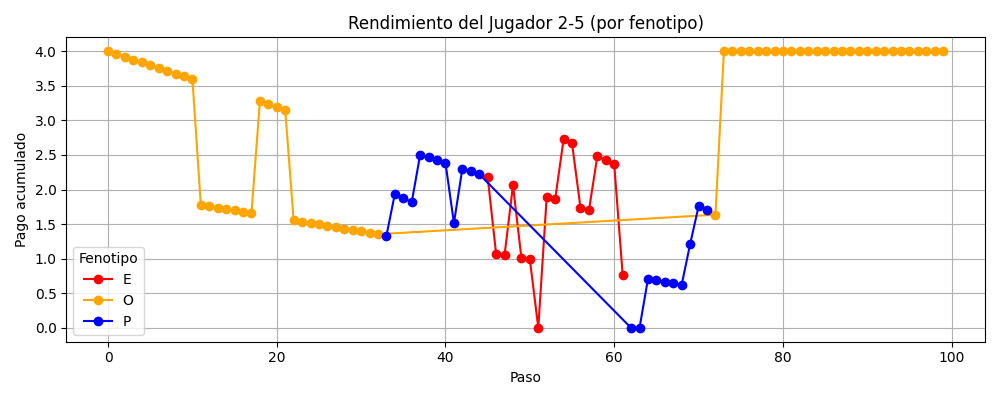 Rendimiento del Jugador 2-5 (por fenotipo)
Pago acumulado
4.0
3.5
3.0
2.5
2.0
1.5
1.0
0.5
0.0
Fenotipo
E
O
P
0 20 40 60 80 100
Paso